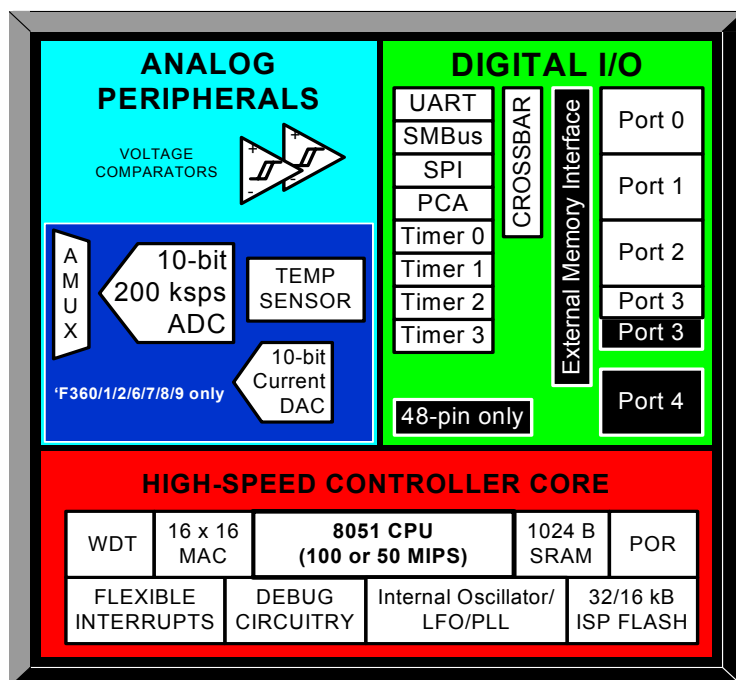 ANALOG
PERIPHERALS
VOLTAGE
COMPARATORS
+
-
+
-
A
M
U
X
10-bit
200 ksps
ADC
TEMP
SENSOR
10-bit
Current
DAC
‘F360/1/2/6/7/8/9 only
DIGITAL I/O
UART
SMBus
SPI
PCA
Timer 0
Timer 1
Timer 2
Timer 3
CROSSBAR
External Memory Interface
Port 0
Port 1
Port 2
Port 3
Port 3
Port 4
48-pin only
HIGH-SPEED CONTROLLER CORE
WDT
16 x 16
MAC
8051 CPU
(100 or 50 MIPS)
1024 B
SRAM
POR
FLEXIBLE
INTERRUPTS
DEBUG
CIRCUITRY
Internal Oscillator/
LFO/PLL
32/16 kB
ISP FLASH